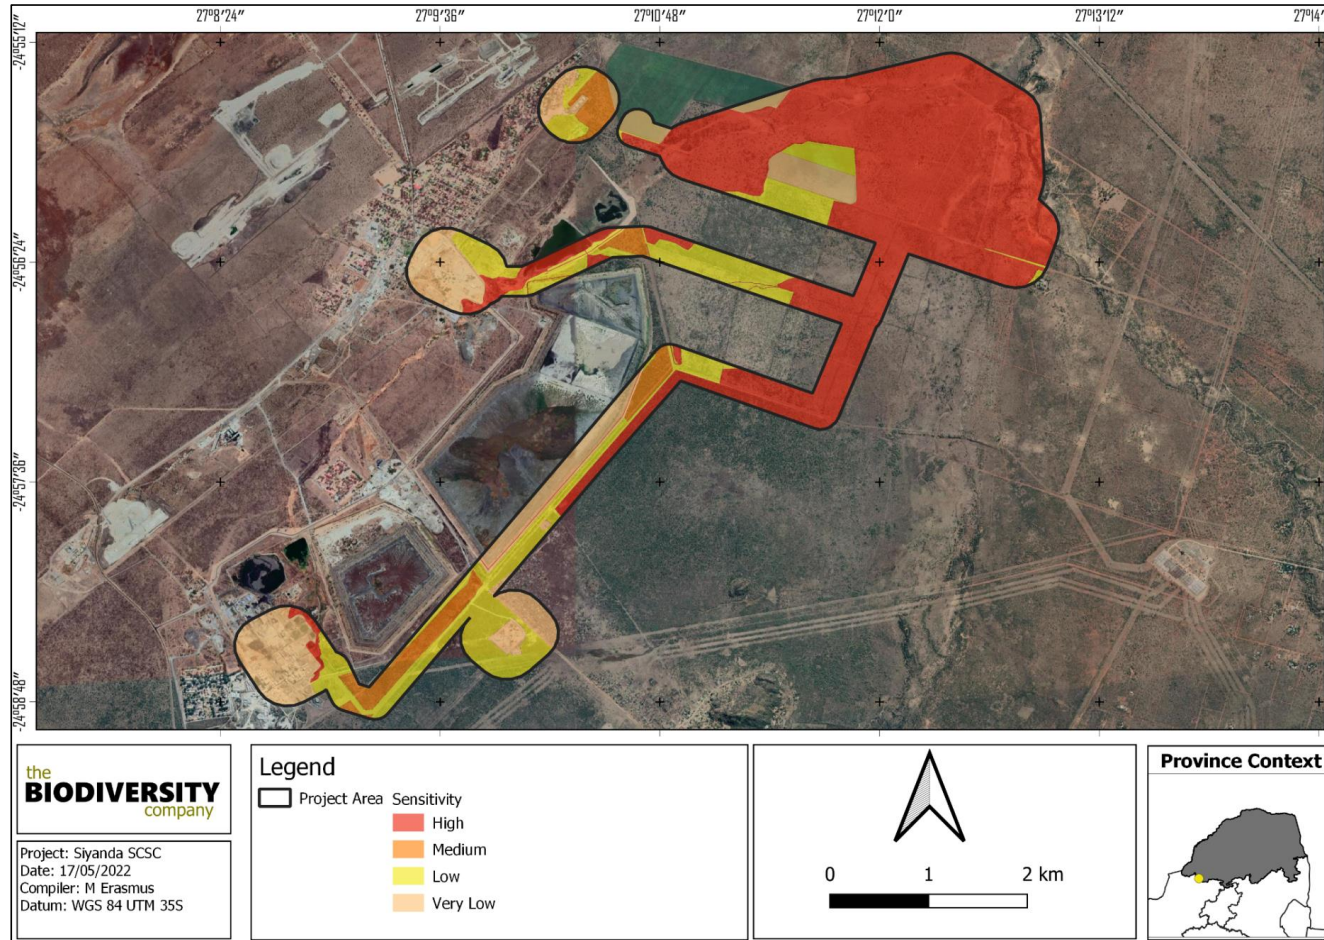 27°8'24" 27°9'36" 27°10'48" 27°12'0" 27°13'12" 27°14'
-24°55'12"
-24°56'24"
-24°57'36"
-24°58'48"
the
BIODIVERSITY
company
Project: Siyanda SCSC
Date: 17/05/2022
Compiler: M Erasmus
Datum: WGS 84 UTM 35S
Legend
Project Area
Sensitivity
High
Medium
Low
Very Low
0 1 2 km
Province Context